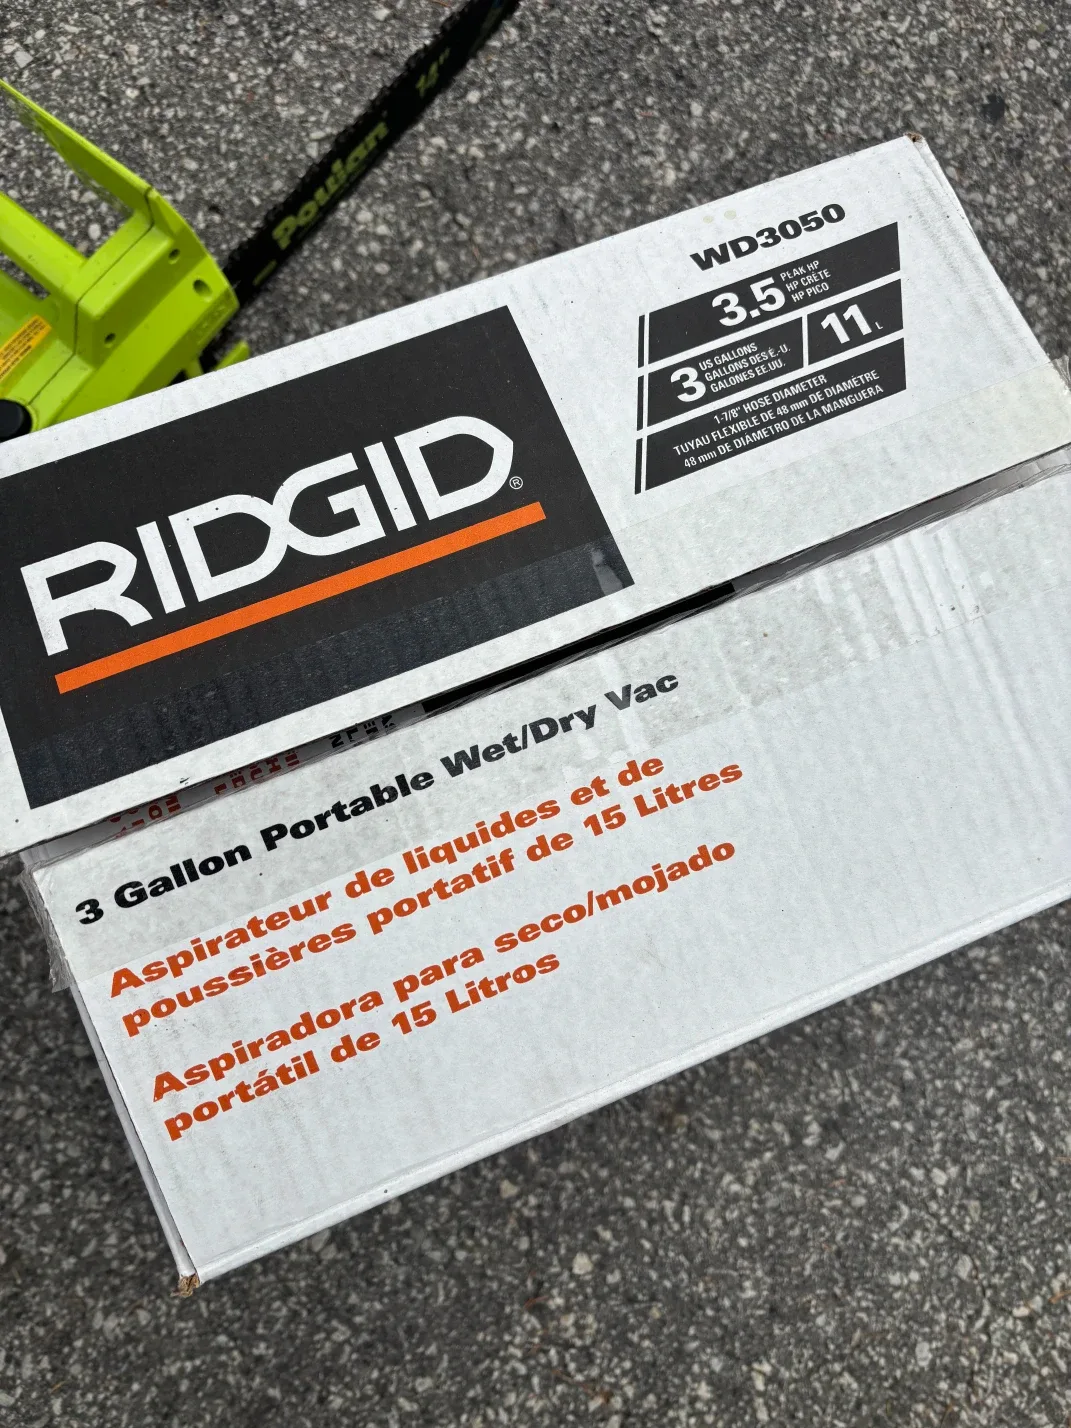 Poulan
14"
WD3050
3.5 PEAK HP
HP CRÊTE
HP PICO
3 US GALLONS
GALLONS DES É.-U.
GALONES EE.UU.
11 L
1-7/8" HOSE DIAMETER
TUYAU FLEXIBLE DE 48 mm DE DIAMÈTRE
48 mm DE DIÁMETRO DE LA MANGUERA
RIDGID®
3 Gallon Portable Wet/Dry Vac
Aspirateur de liquides et de
poussières portatif de 15 Litres
Aspiradora para seco/mojado
portátil de 15 Litros